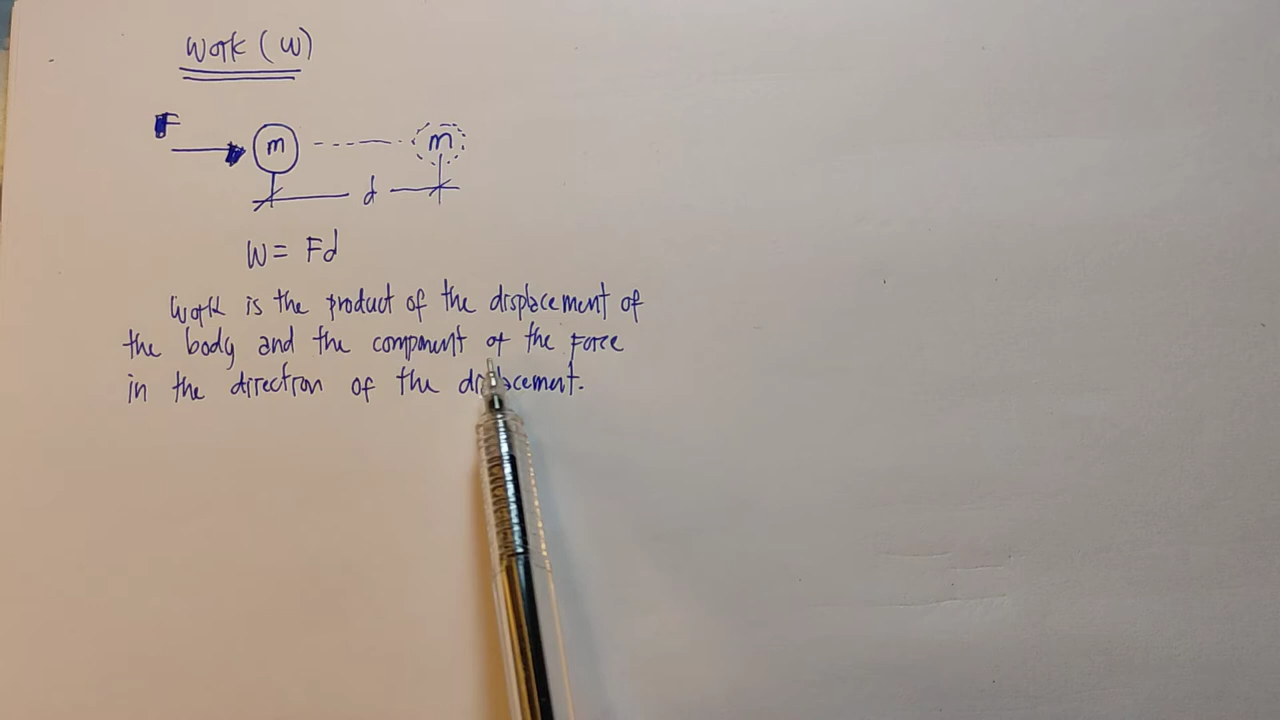 Work (W)
F
m
m
d
W = Fd
Work is the product of the displacement of
the body and the component of the Force
in the direction of the displacement.